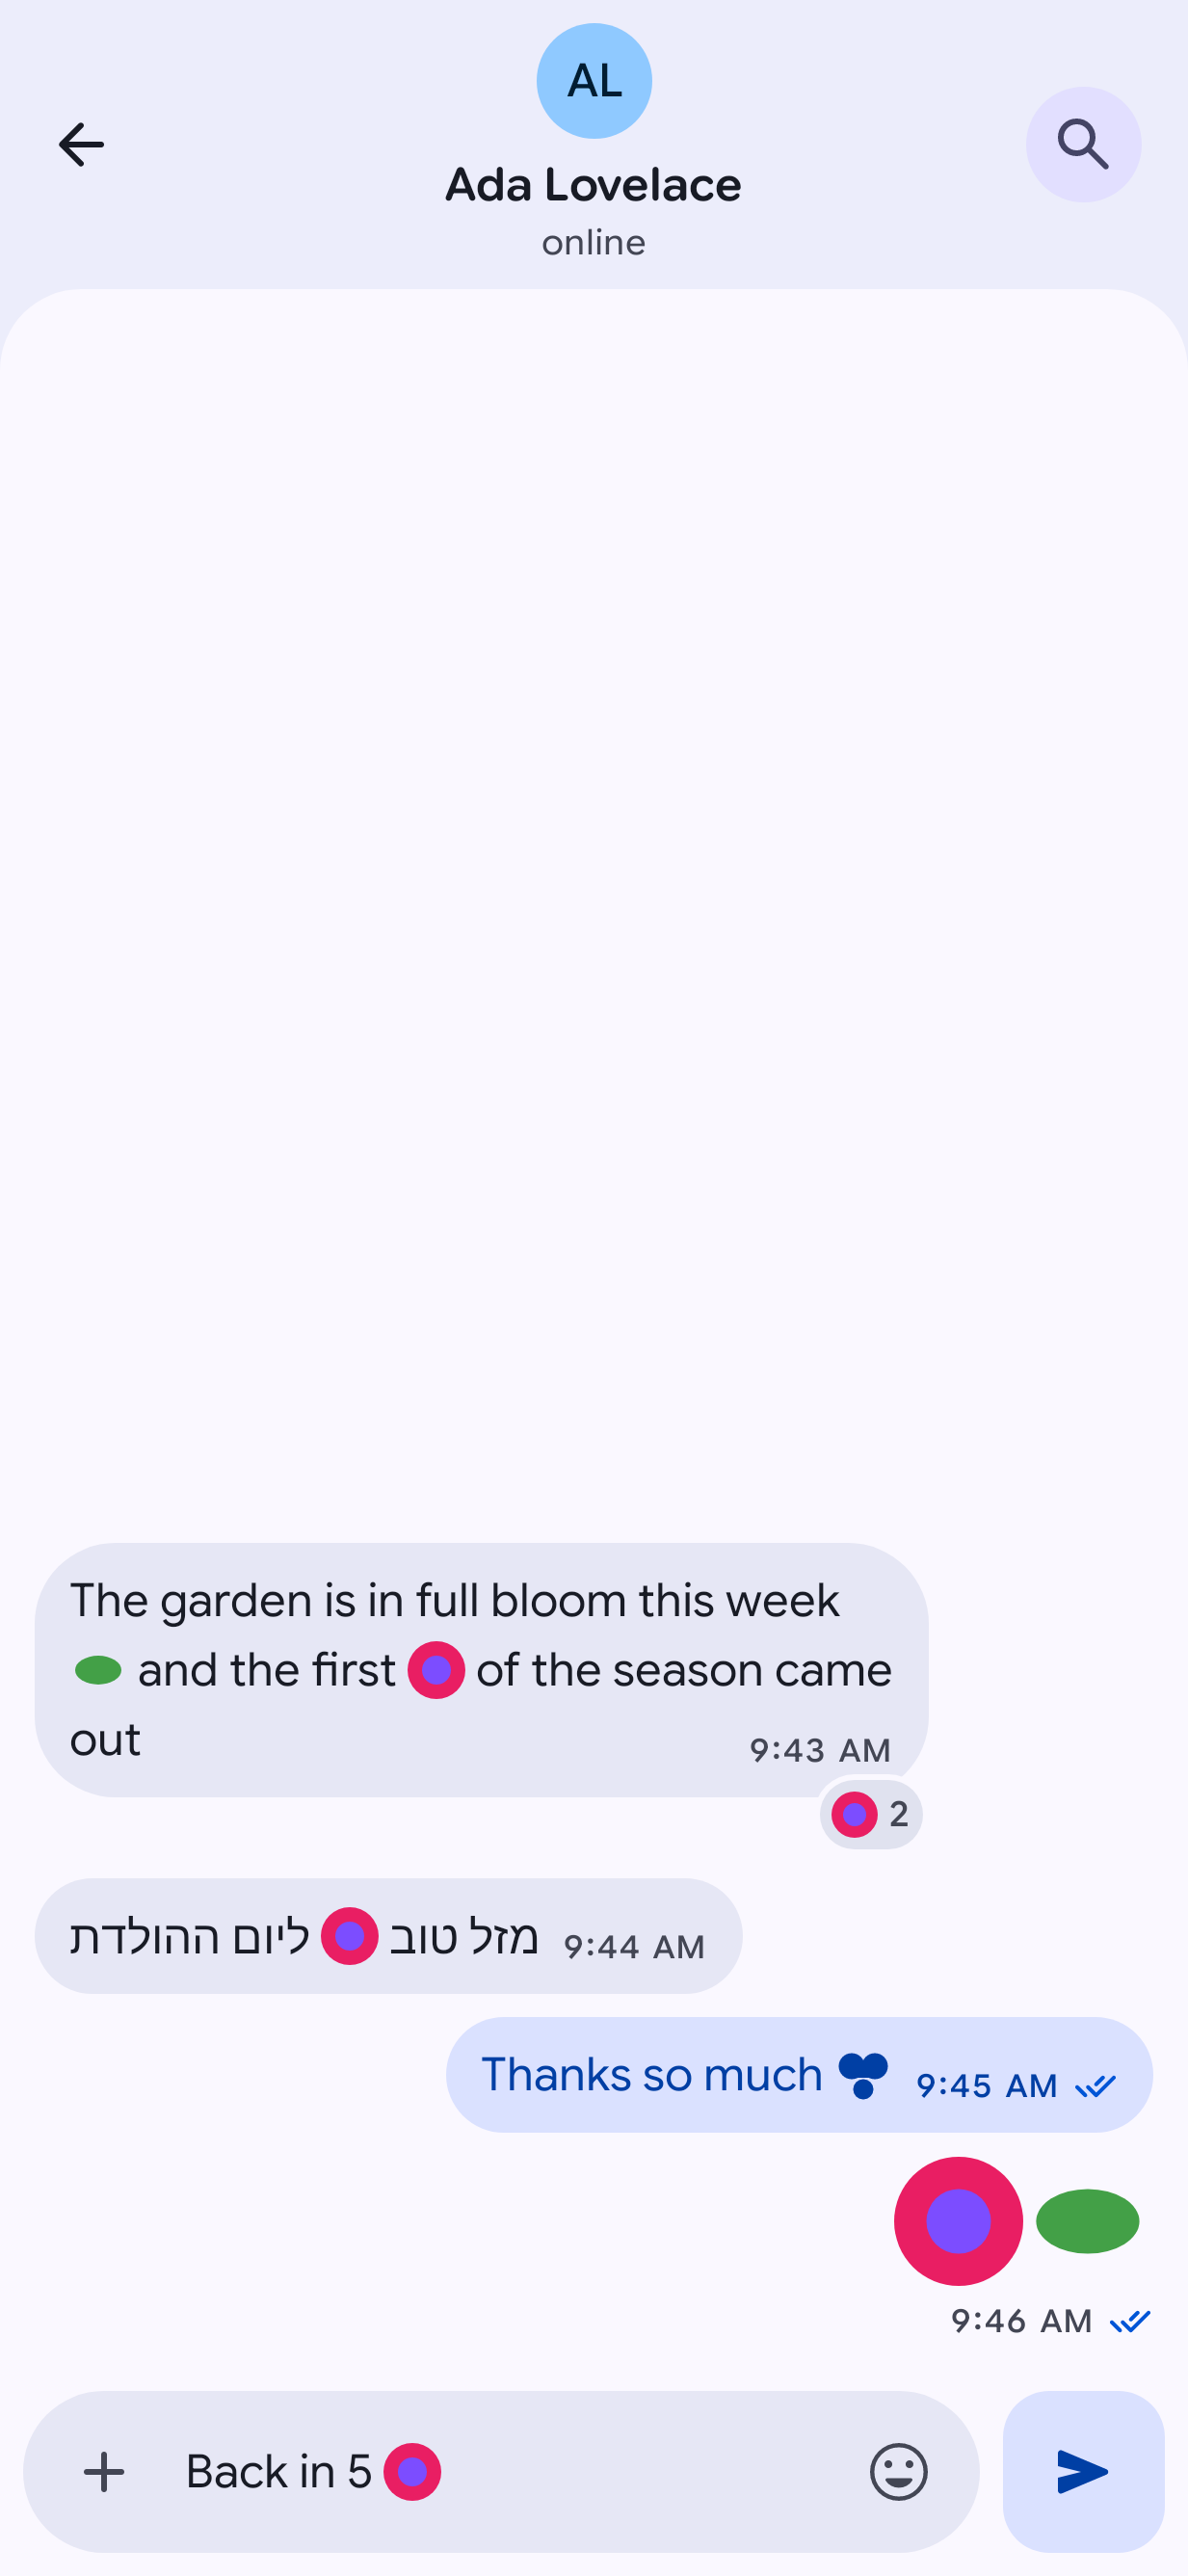 AL
Ada Lovelace
online
The garden is in full bloom this week
and the first of the season came
out
9:43 AM
2
מזל טוב ליום ההולדת
9:44 AM
Thanks so much
9:45 AM
9:46 AM
Back in 5